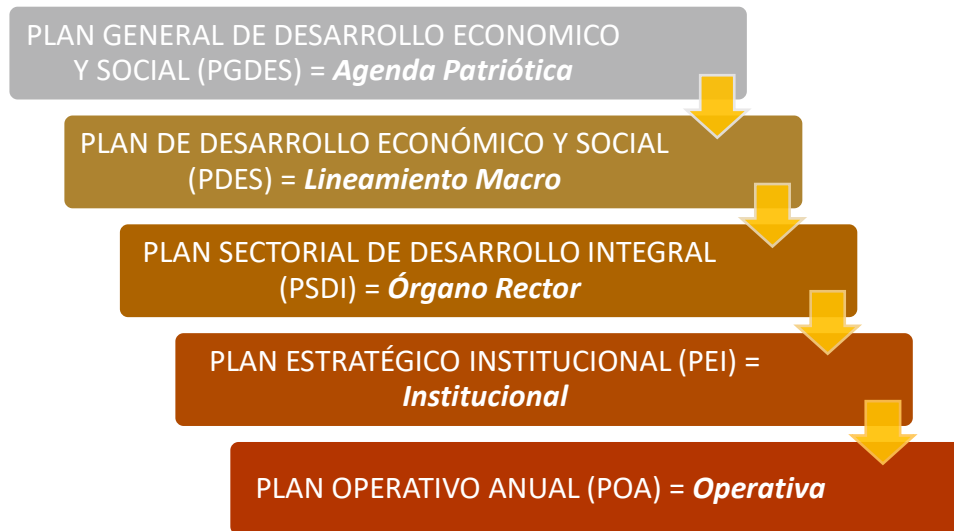 PLAN GENERAL DE DESARROLLO ECONOMICO
Y SOCIAL (PGDES) = Agenda Patriótica
PLAN DE DESARROLLO ECONÓMICO Y SOCIAL
(PDES) = Lineamiento Macro
PLAN SECTORIAL DE DESARROLLO INTEGRAL
(PSDI) = Órgano Rector
PLAN ESTRATÉGICO INSTITUCIONAL (PEI) =
Institucional
PLAN OPERATIVO ANUAL (POA) = Operativa